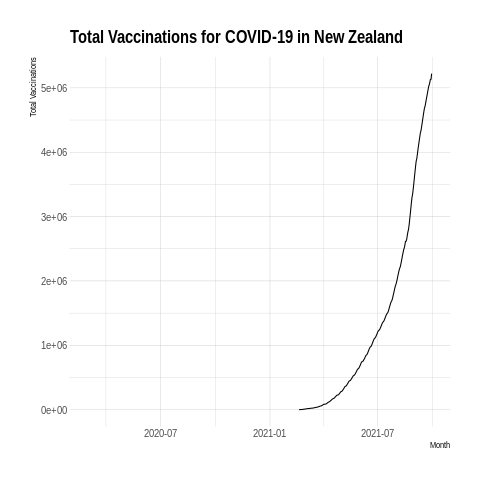 Total Vaccinations for COVID-19 in New Zealand
Total Vaccinations
5e+06
4e+06
3e+06
2e+06
1e+06
0e+00
2020-07 2021-01 2021-07
Month